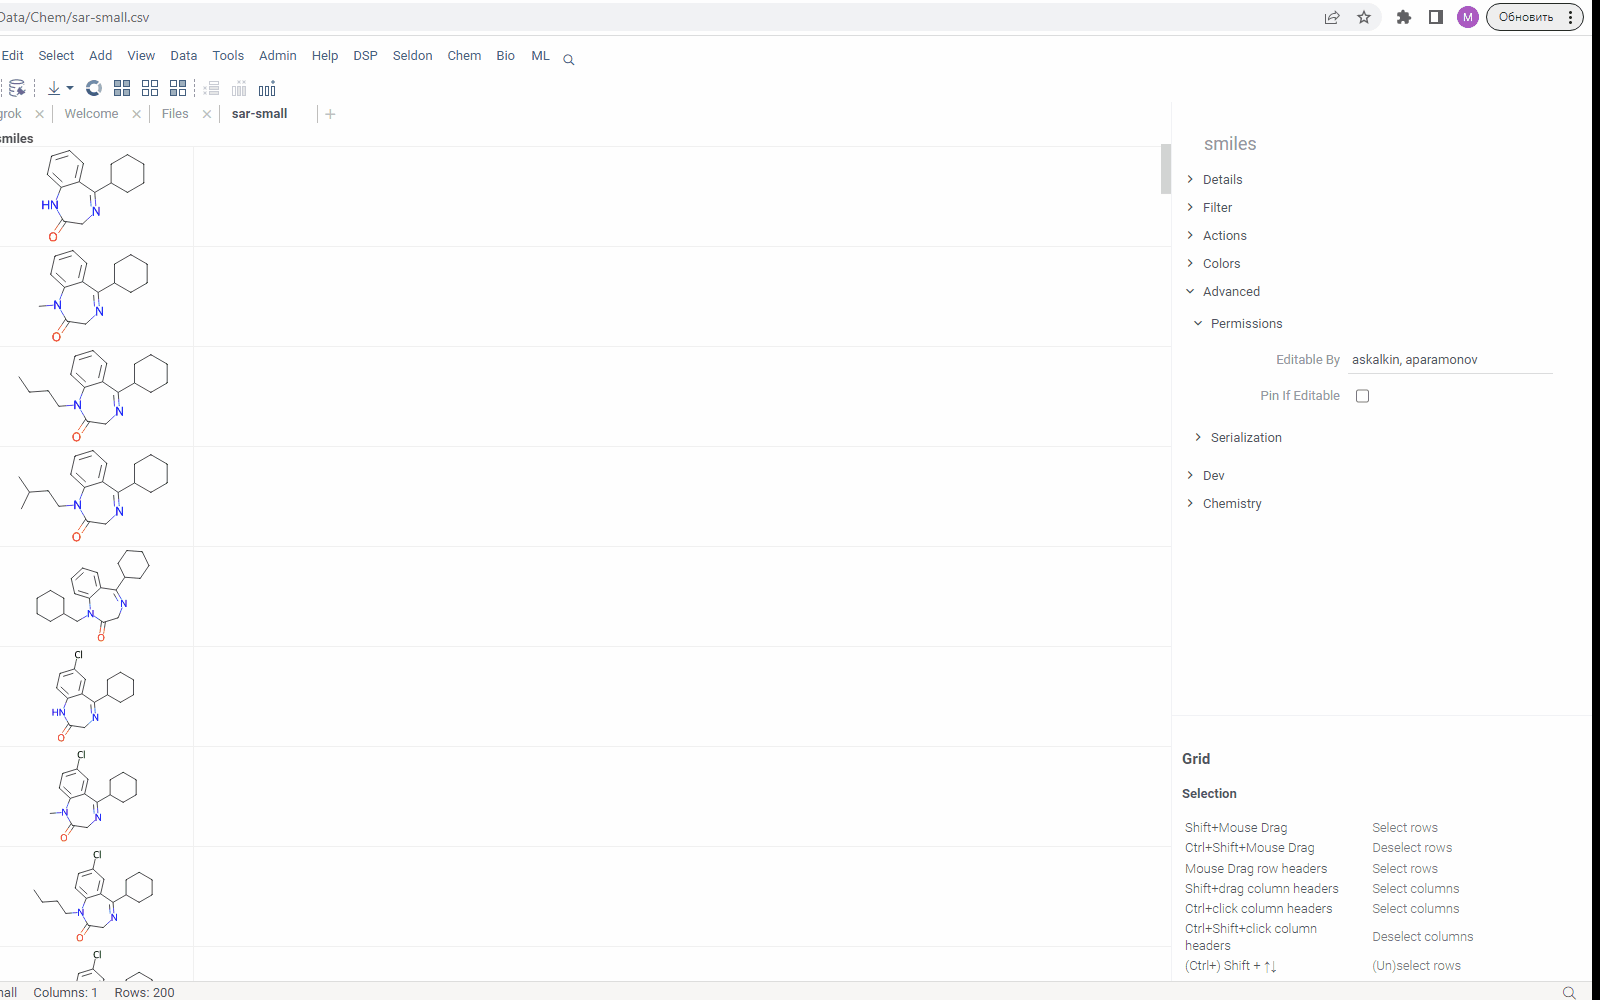 Data/Chem/sar-small.csv
M
Обновить
Edit Select Add View Data Tools Admin Help DSP Seldon Chem Bio ML
grok Welcome Files sar-small
smiles
HN
N
O
N
N
O
N
N
O
N
N
O
N
N
O
Cl
HN
N
O
Cl
N
N
O
Cl
N
N
O
Cl
smiles
Details
Filter
Actions
Colors
Advanced
Permissions
Editable By askalkin, aparamonov
Pin If Editable
Serialization
Dev
Chemistry
Grid
Selection
Shift+Mouse Drag Select rows
Ctrl+Shift+Mouse Drag Deselect rows
Mouse Drag row headers Select rows
Shift+drag column headers Select columns
Ctrl+click column headers Select columns
Ctrl+Shift+click column
headers Deselect columns
(Ctrl+) Shift + ↑↓ (Un)select rows
mall Columns: 1 Rows: 200